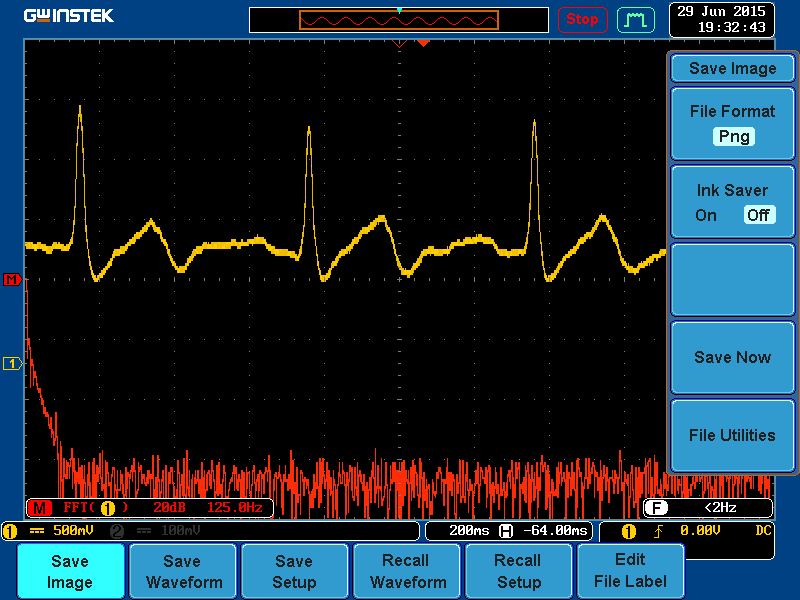 GWINSTEK
Stop
29 Jun 2015
19:32:43
Save Image
File Format
Png
Ink Saver
On Off
Save Now
File Utilities
M
1
M FFT( 1 ) 20dB 125.0Hz
F <2Hz
1 500mV 2 100mV
200ms H -64.00ms
1 0.00V DC
Save
Image
Save
Waveform
Save
Setup
Recall
Waveform
Recall
Setup
Edit
File Label